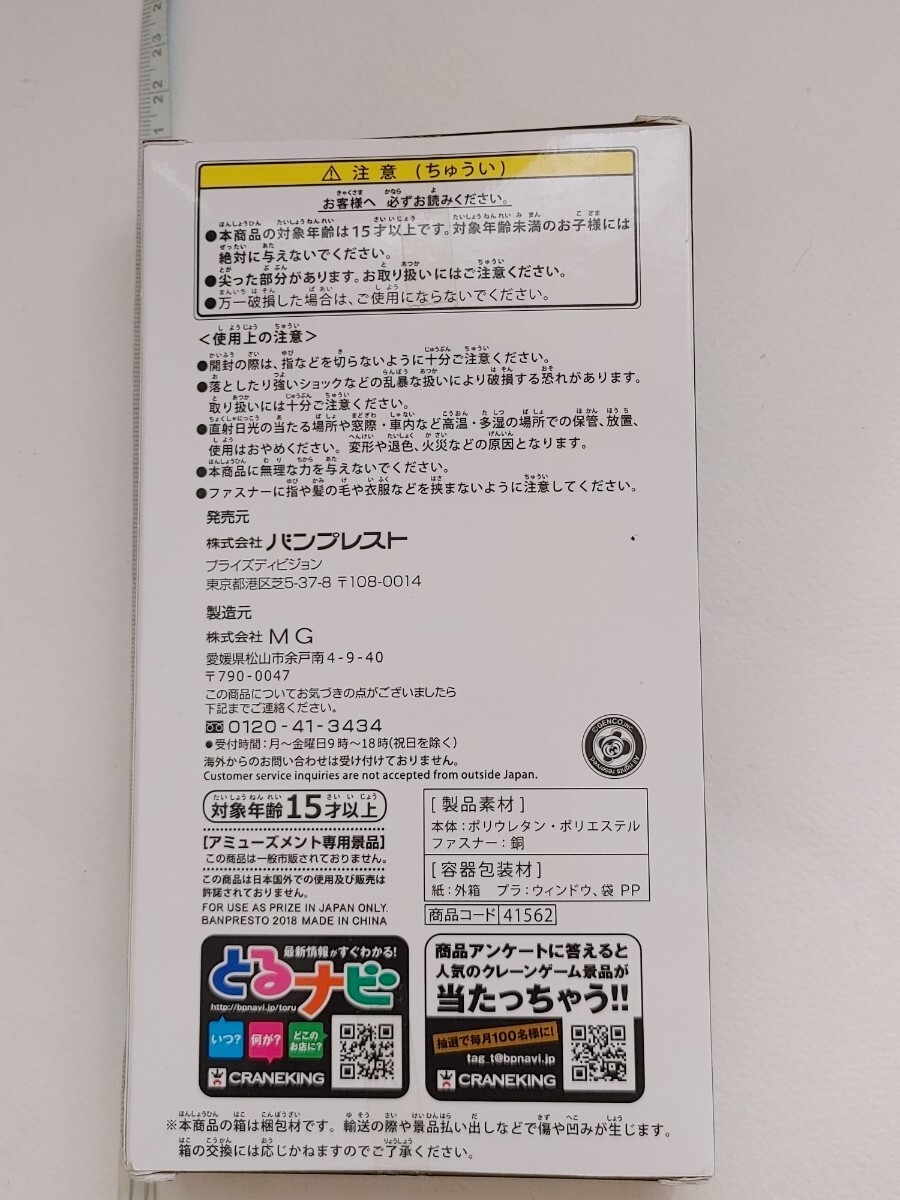 1 22 23 2
⚠ 注意 (ちゅうい)
お客様へ 必ずお読みください。
●本商品の対象年齢は15才以上です。対象年齢未満のお子様には
絶対に与えないでください。
●尖った部分があります。お取り扱いにはご注意ください。
●万一破損した場合は、ご使用にならないでください。
<使用上の注意>
●開封の際は、指などを切らないように十分ご注意ください。
●落としたり強いショックなどの乱暴な扱いにより破損する恐れがあります。
取り扱いには十分ご注意ください。
●直射日光の当たる場所や窓際・車内など高温・多湿の場所での保管、放置、
使用はおやめください。変形や退色、火災などの原因となります。
●本商品に無理な力を与えないでください。
●ファスナーに指や髪の毛や衣服などを挟まないように注意してください。
発売元
株式会社 バンプレスト
プライズディビジョン
東京都港区芝5-37-8 〒108-0014
製造元
株式会社 MG
愛媛県松山市余戸南4-9-40
〒790-0047
この商品についてお気づきの点がございましたら
下記までご連絡ください。
0120-41-3434
●受付時間:月~金曜日9時~18時(祝日を除く)
海外からのお問い合わせは受け付けておりません。
Customer service inquiries are not accepted from outside Japan.
©GENCO,INC. All rights reserved.
対象年齢15才以上
[アミューズメント専用景品]
この商品は一般市販されておりません。
この商品は日本国外での使用及び販売は
許諾されておりません。
FOR USE AS PRIZE IN JAPAN ONLY.
BANPRESTO 2018 MADE IN CHINA
[製品素材]
本体:ポリウレタン・ポリエステル
ファスナー:銅
[容器包装材]
紙:外箱 プラ:ウィンドウ、袋 PP
商品コード 41562
最新情報がすぐわかる!
とるナビ
http://bpnavi.jp/toru
いつ? 何が? どこのお店に?
CRANEKING
商品アンケートに答えると
人気のクレーンゲーム景品が
当たっちゃう!!
抽選で毎月100名様に!
tag_t@bpnavi.jp
CRANEKING
※本商品の箱は梱包材です。輸送の際や景品払い出しなどで傷や凹みが生じます。
箱の交換には応じかねますのでご了承ください。